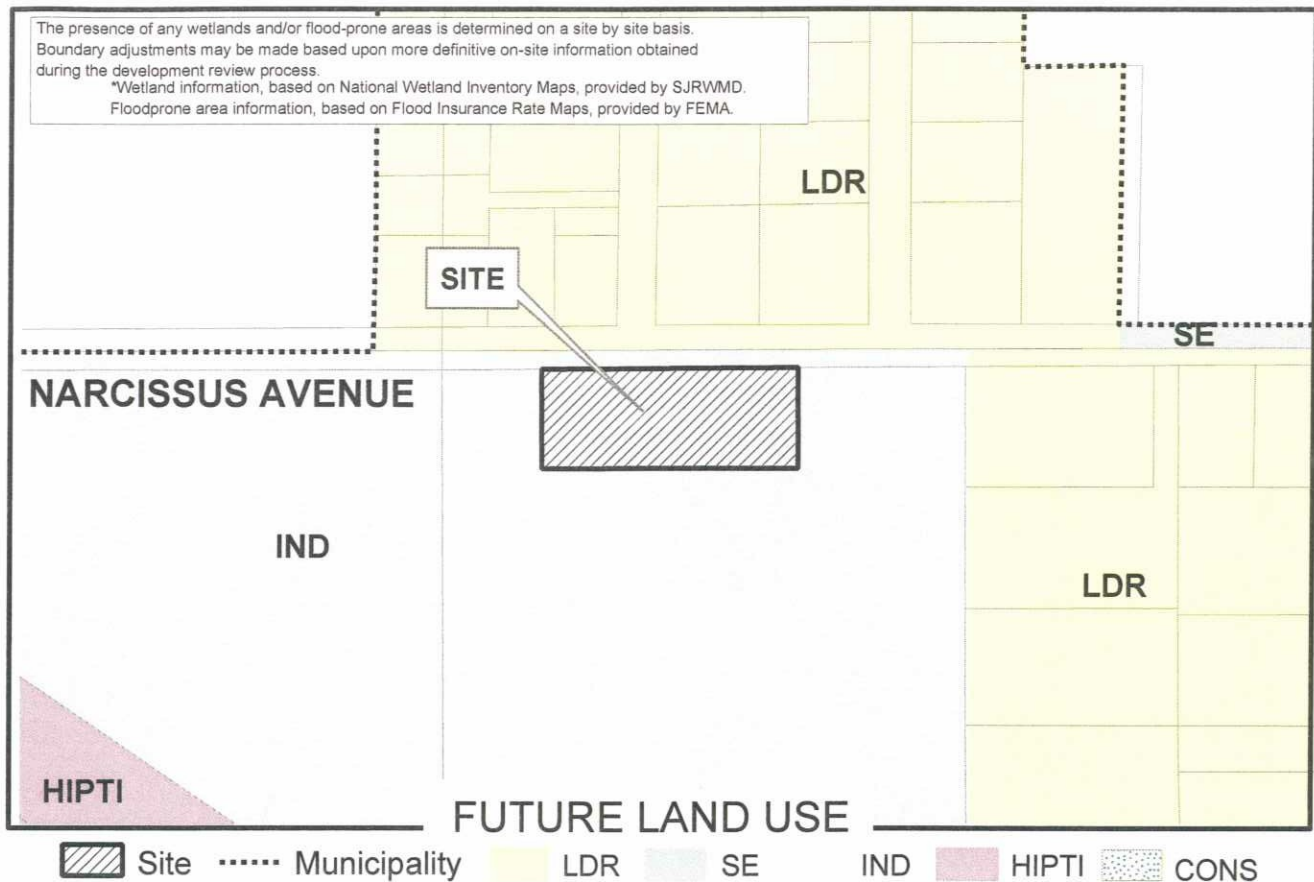 The presence of any wetlands and/or flood-prone areas is determined on a site by site basis.
Boundary adjustments may be made based upon more definitive on-site information obtained
during the development review process.
*Wetland information, based on National Wetland Inventory Maps, provided by SJRWMD.
Floodprone area information, based on Flood Insurance Rate Maps, provided by FEMA.
LDR
SITE
SE
NARCISSUS AVENUE
IND
LDR
HIPTI
FUTURE LAND USE
Site Municipality LDR SE IND HIPTI CONS